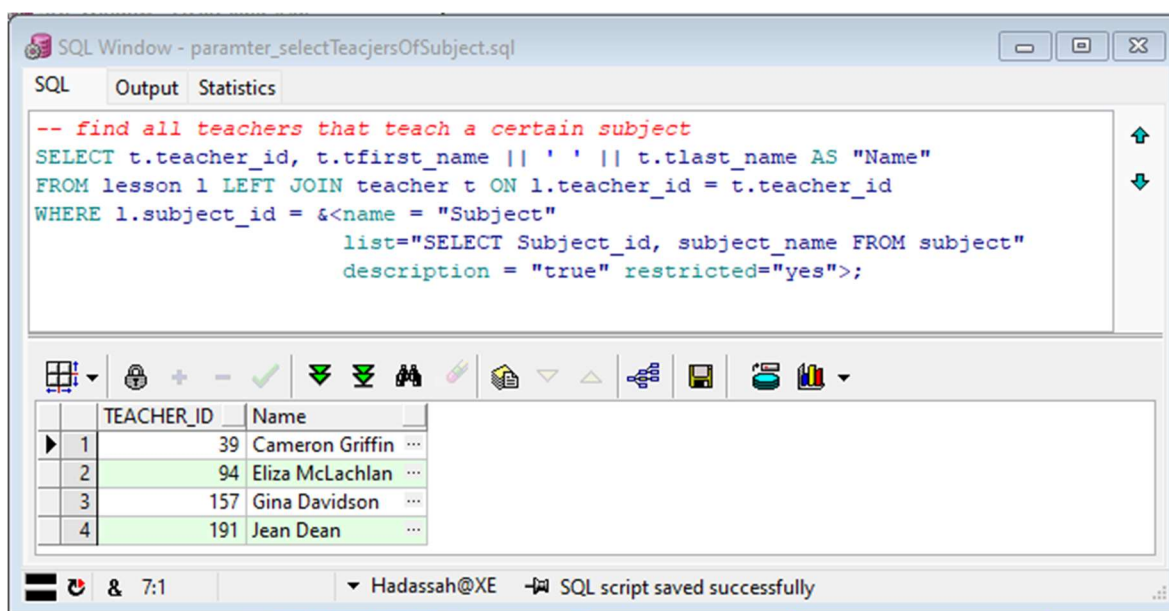 SQL Window - paramter_selectTeacjersOfSubject.sql
SQL Output Statistics
-- find all teachers that teach a certain subject
SELECT t.teacher_id, t.tfirst_name || ' ' || t.tlast_name AS "Name"
FROM lesson l LEFT JOIN teacher t ON l.teacher_id = t.teacher_id
WHERE l.subject_id = &<name = "Subject"
list="SELECT Subject_id, subject_name FROM subject"
description = "true" restricted="yes">;
TEACHER_ID Name
1 39 Cameron Griffin ...
2 94 Eliza McLachlan ...
3 157 Gina Davidson ...
4 191 Jean Dean ...
& 7:1 Hadassah@XE SQL script saved successfully